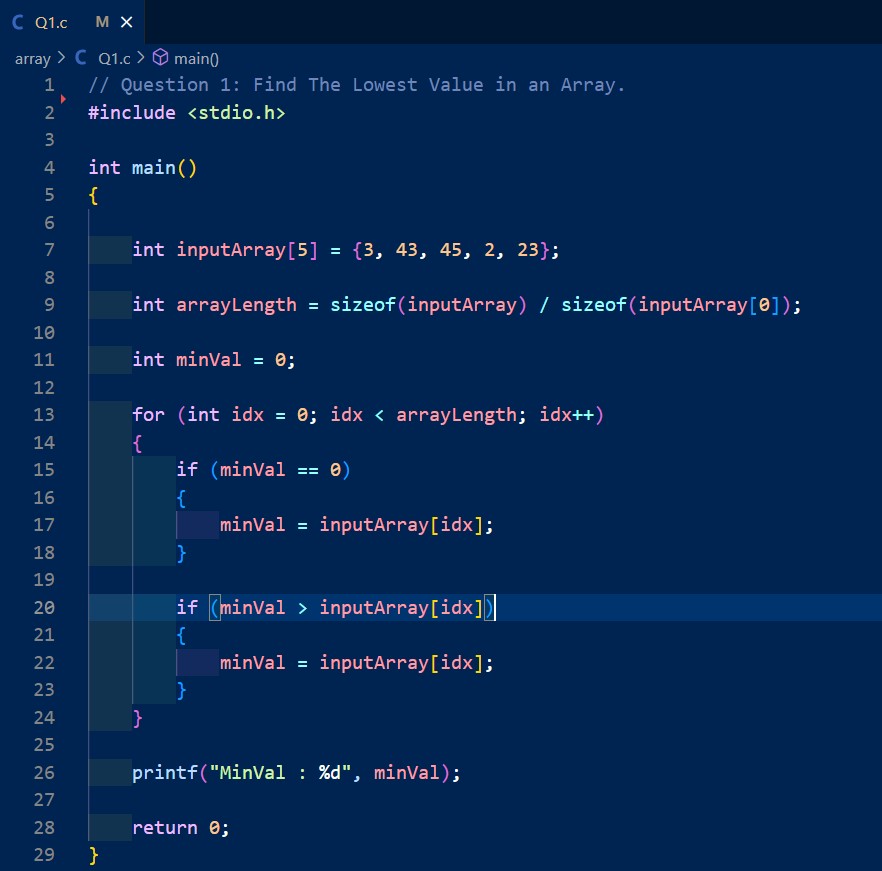 C Q1.c M ×
array > C Q1.c > main()
1 // Question 1: Find The Lowest Value in an Array.
2 #include <stdio.h>
3
4 int main()
5 {
6
7 int inputArray[5] = {3, 43, 45, 2, 23};
8
9 int arrayLength = sizeof(inputArray) / sizeof(inputArray[0]);
10
11 int minVal = 0;
12
13 for (int idx = 0; idx < arrayLength; idx++)
14 {
15 if (minVal == 0)
16 {
17 minVal = inputArray[idx];
18 }
19
20 if (minVal > inputArray[idx])
21 {
22 minVal = inputArray[idx];
23 }
24 }
25
26 printf("MinVal : %d", minVal);
27
28 return 0;
29 }